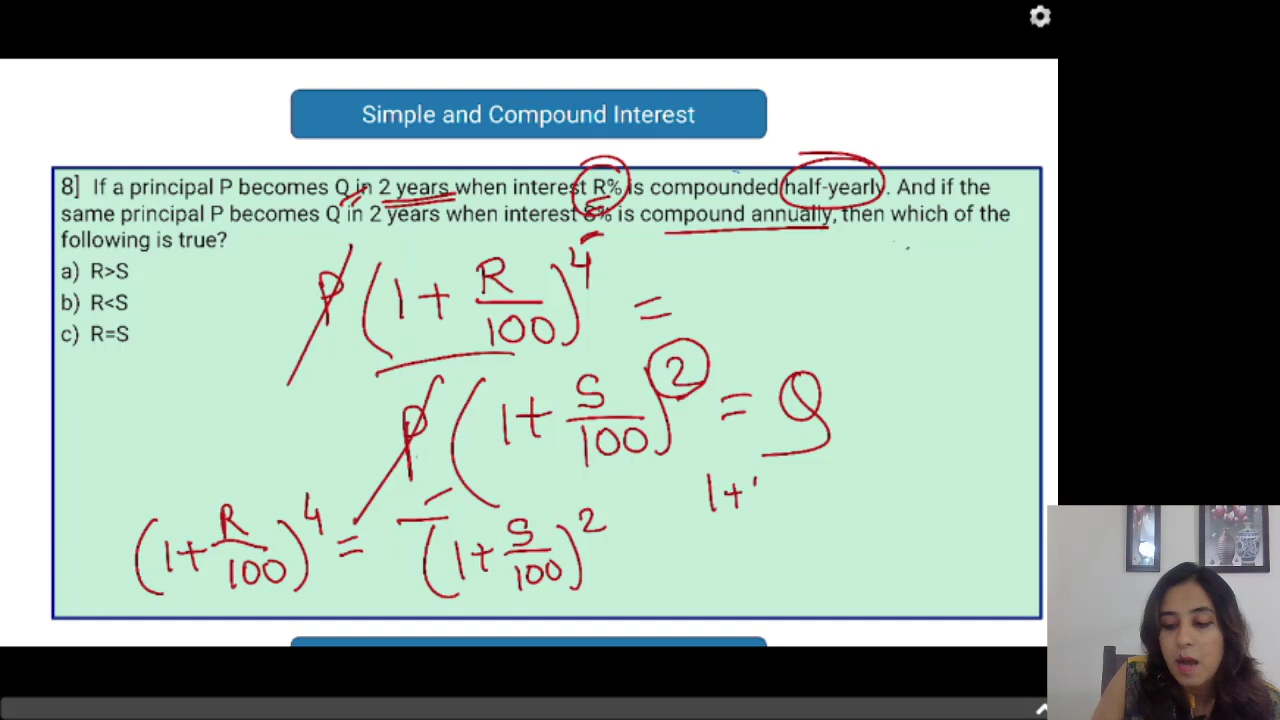 Simple and Compound Interest
8] If a principal P becomes Q in 2 years when interest R% is compounded half-yearly. And if the
same principal P becomes Q in 2 years when interest S% is compound annually, then which of the
following is true?
a) R>S
b) R<S
c) R=S
P(1+R/100)^4 =
P(1+S/100)^2 = Q
1+
(1+R/100)^4 = (1+S/100)^2